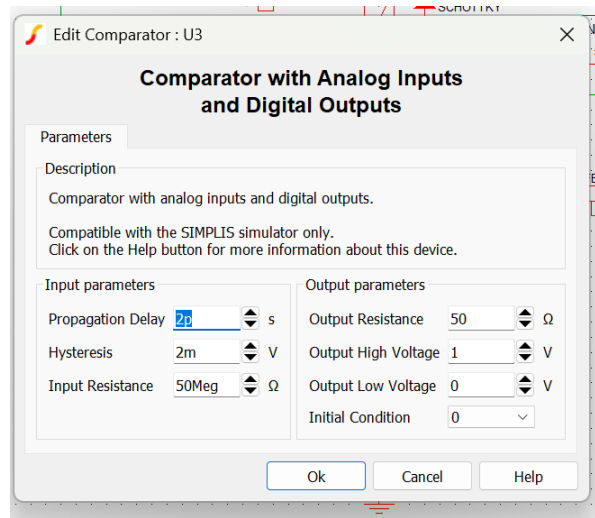 SCHOTTKY
Edit Comparator : U3
Comparator with Analog Inputs
and Digital Outputs
Parameters
Description
Comparator with analog inputs and digital outputs.
Compatible with the SIMPLIS simulator only.
Click on the Help button for more information about this device.
Input parameters
Propagation Delay 2p s
Hysteresis 2m V
Input Resistance 50Meg Ω
Output parameters
Output Resistance 50 Ω
Output High Voltage 1 V
Output Low Voltage 0 V
Initial Condition 0
Ok Cancel Help